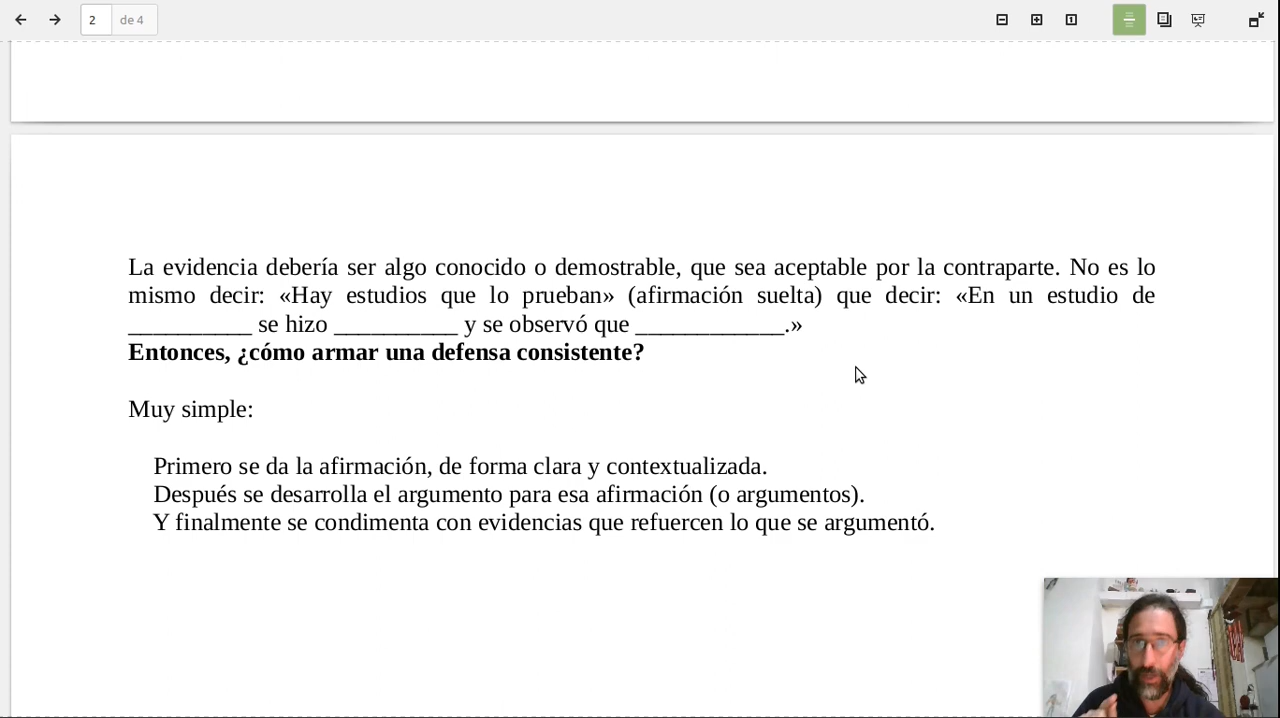 2 de 4
La evidencia debería ser algo conocido o demostrable, que sea aceptable por la contraparte. No es lo
mismo decir: «Hay estudios que lo prueban» (afirmación suelta) que decir: «En un estudio de
__________ se hizo __________ y se observó que ____________.»
Entonces, ¿cómo armar una defensa consistente?
Muy simple:
Primero se da la afirmación, de forma clara y contextualizada.
Después se desarrolla el argumento para esa afirmación (o argumentos).
Y finalmente se condimenta con evidencias que refuercen lo que se argumentó.